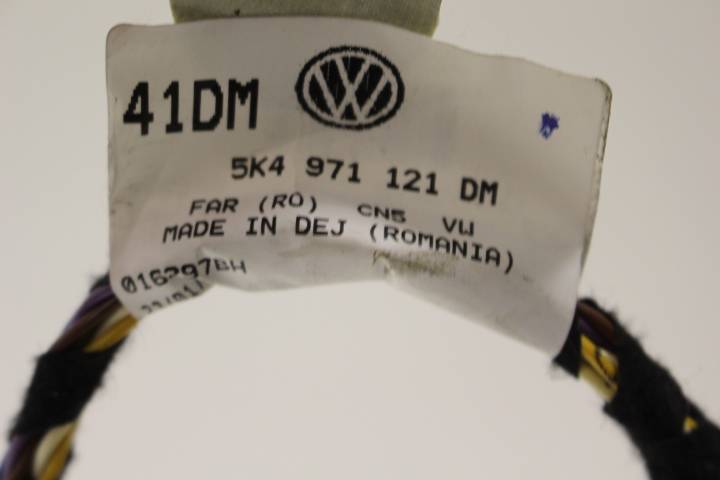 41DM
5K4 971 121 DM
FAR (RO) CN5 VW
MADE IN DEJ (ROMANIA)